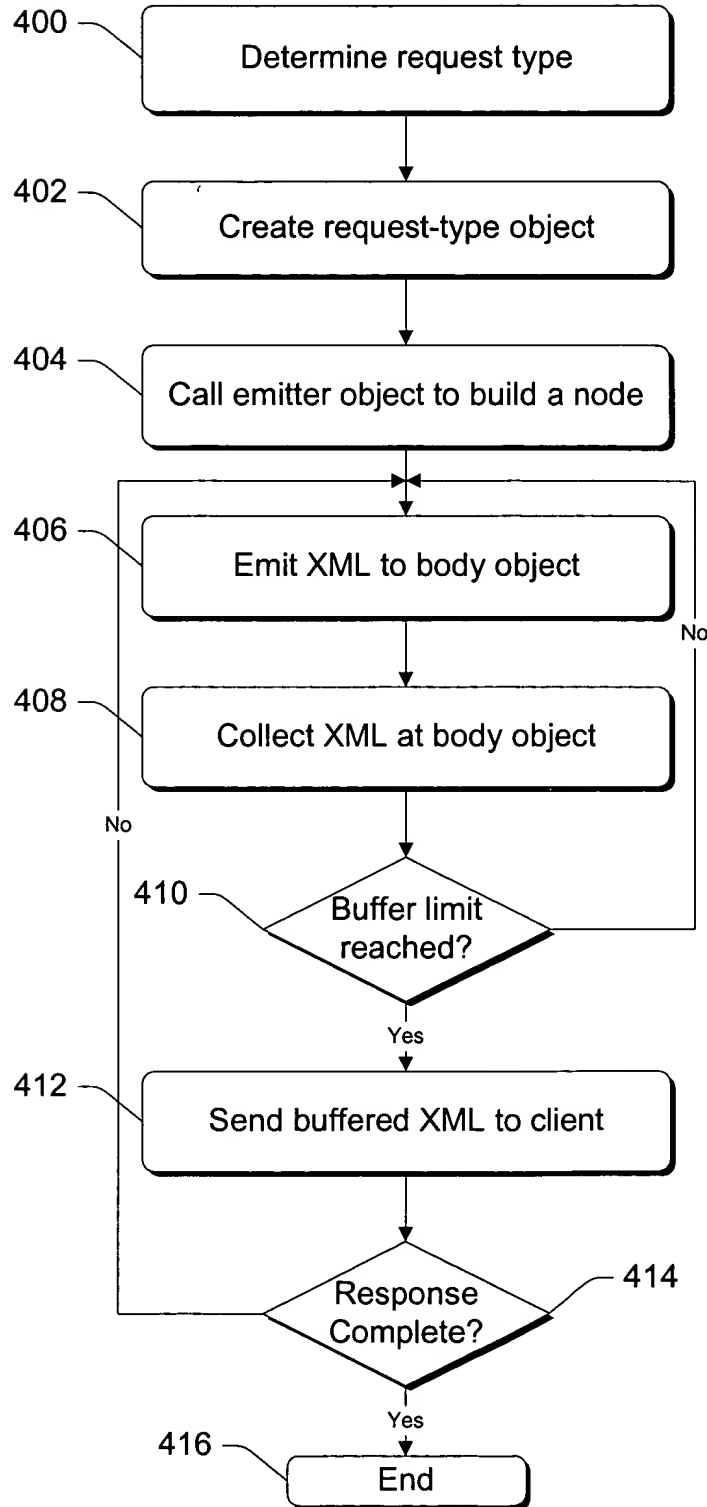 400
Determine request type
402
Create request-type object
404
Call emitter object to build a node
406
Emit XML to body object
No
408
Collect XML at body object
No
410
Buffer limit
reached?
Yes
412
Send buffered XML to client
414
Response
Complete?
Yes
416
End